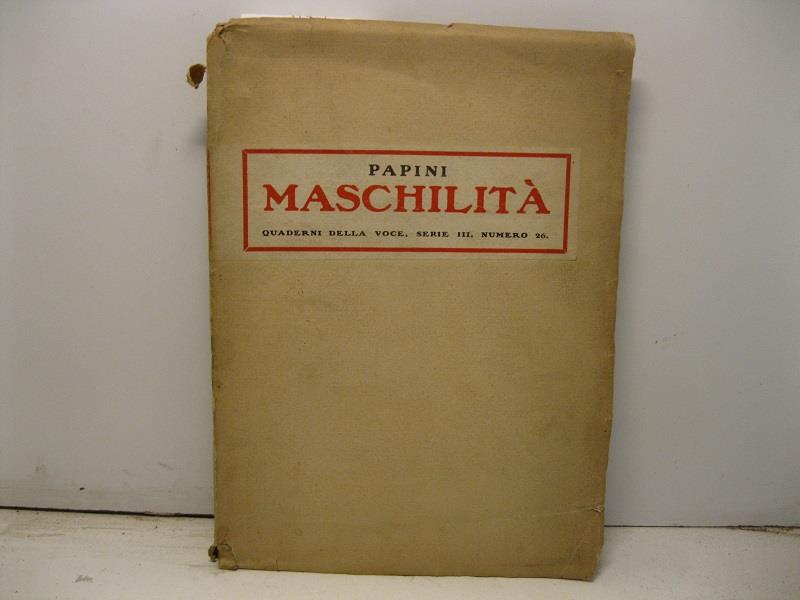 PAPINI
MASCHILITÀ
QUADERNI DELLA VOCE, SERIE III, NUMERO 26.